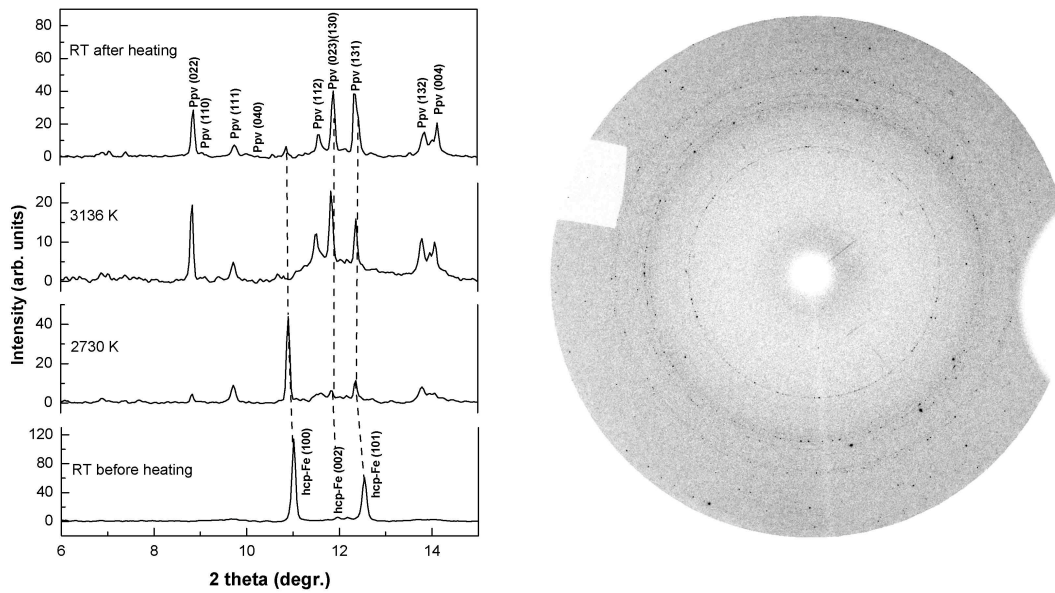 80
60
40
20
0
RT after heating
Ppv (022)
Ppv (110)
Ppv (111)
Ppv (040)
Ppv (112)
Ppv (023)(130)
Ppv (131)
Ppv (132)
Ppv (004)
20
10
0
3136 K
40
20
0
2730 K
120
80
40
0
RT before heating
hcp-Fe (100)
hcp-Fe (002)
hcp-Fe (101)
6
8
10
12
14
Intensity (arb. units)
2 theta (degr.)